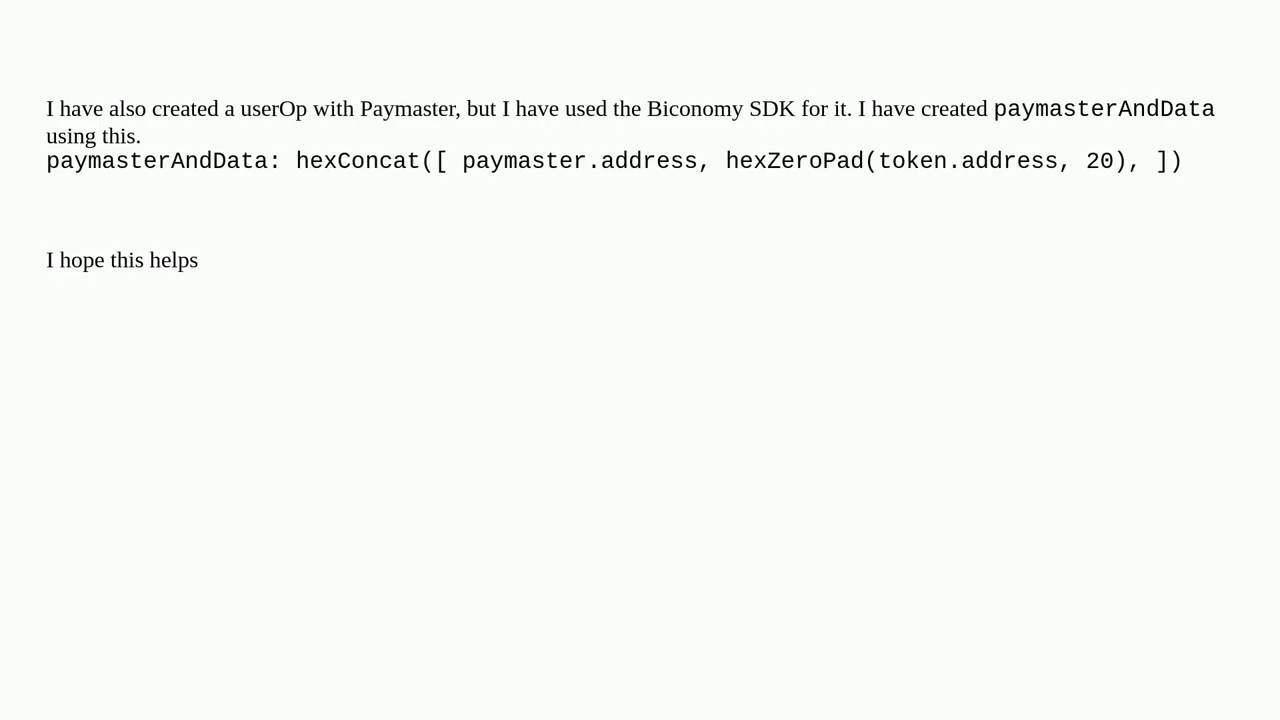 I have also created a userOp with Paymaster, but I have used the Biconomy SDK for it. I have created paymasterAndData
using this.
paymasterAndData: hexConcat([ paymaster.address, hexZeroPad(token.address, 20), ])
I hope this helps